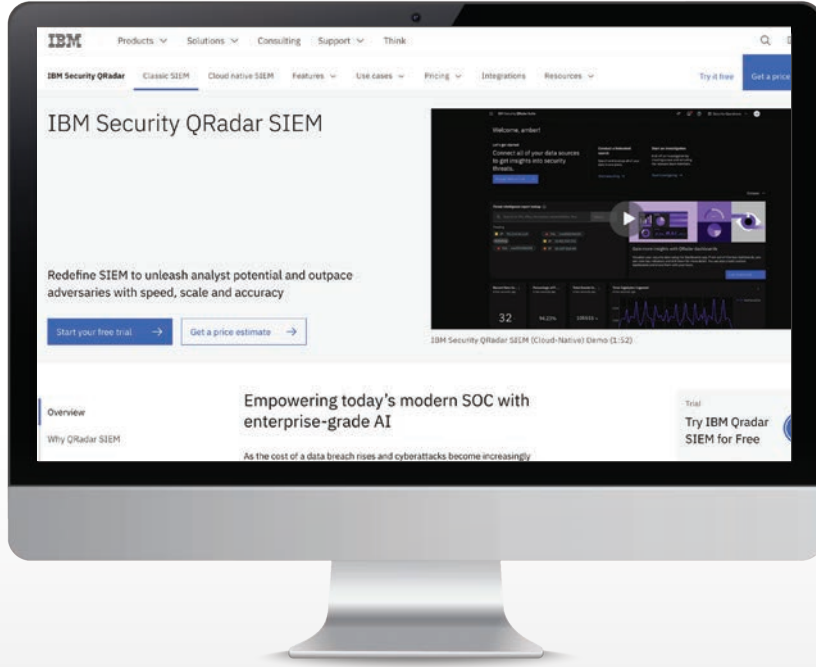 IBM
Products Solutions Consulting Support Think
IBM Security QRadar Classic SIEM Cloud native SIEM Features Use cases Pricing Integrations Resources Try it free Get a price
IBM Security QRadar SIEM
Welcome, amber!
Connect all of your data sources
to get insights into security
threats.
32
94.23%
Redefine SIEM to unleash analyst potential and outpace
adversaries with speed, scale and accuracy
Start your free trial → Get a price estimate →
IBM Security QRadar SIEM (Cloud-Native) Demo (1:52)
Overview
Why QRadar SIEM
Empowering today's modern SOC with
enterprise-grade AI
As the cost of a data breach rises and cyberattacks become increasingly
Trial
Try IBM Qradar
SIEM for Free